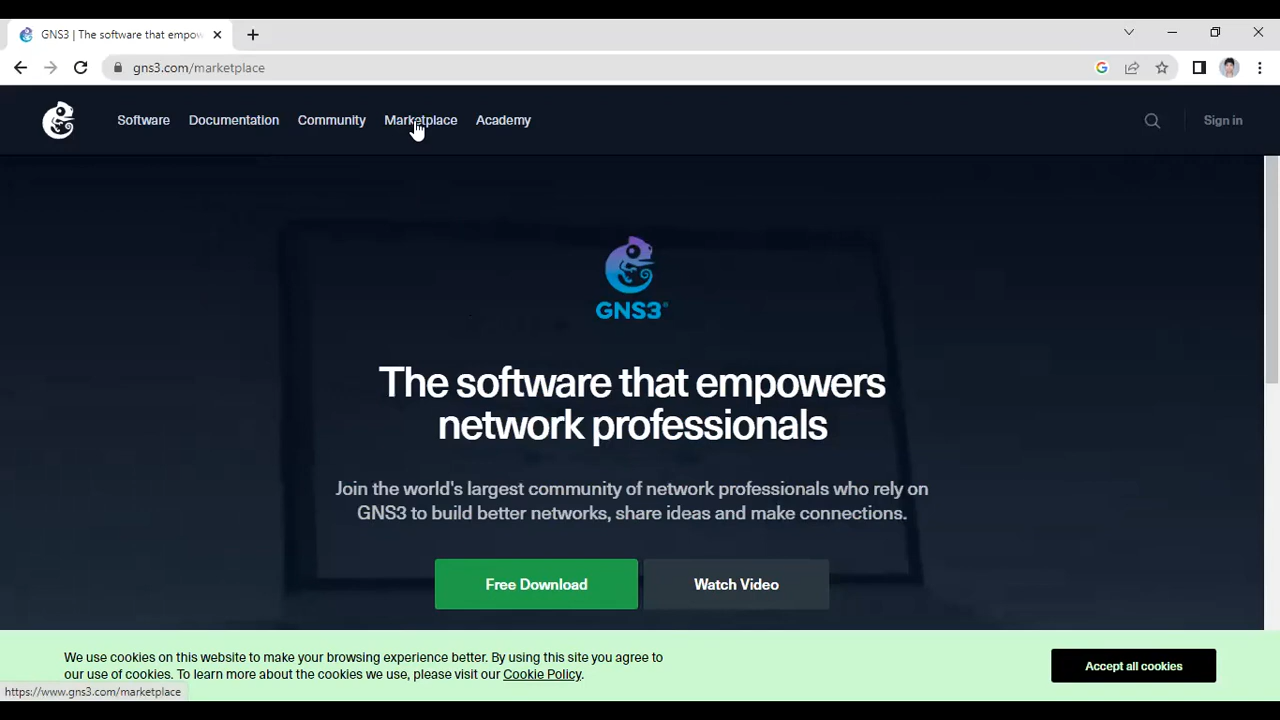 GNS3 | The software that empow
gns3.com/marketplace
Software Documentation Community Marketplace Academy Sign in
GNS3®
The software that empowers
network professionals
Join the world's largest community of network professionals who rely on
GNS3 to build better networks, share ideas and make connections.
Free Download Watch Video
We use cookies on this website to make your browsing experience better. By using this site you agree to
our use of cookies. To learn more about the cookies we use, please visit our Cookie Policy.
Accept all cookies
https://www.gns3.com/marketplace